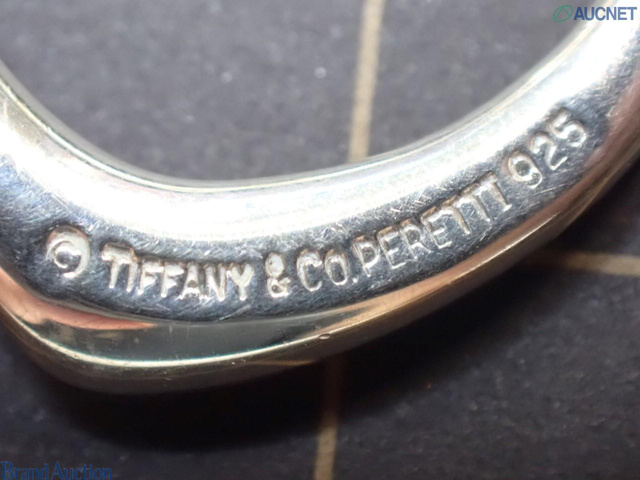 AUCNET
© TIFFANY & CO. PERETTI 925
Brand Auction